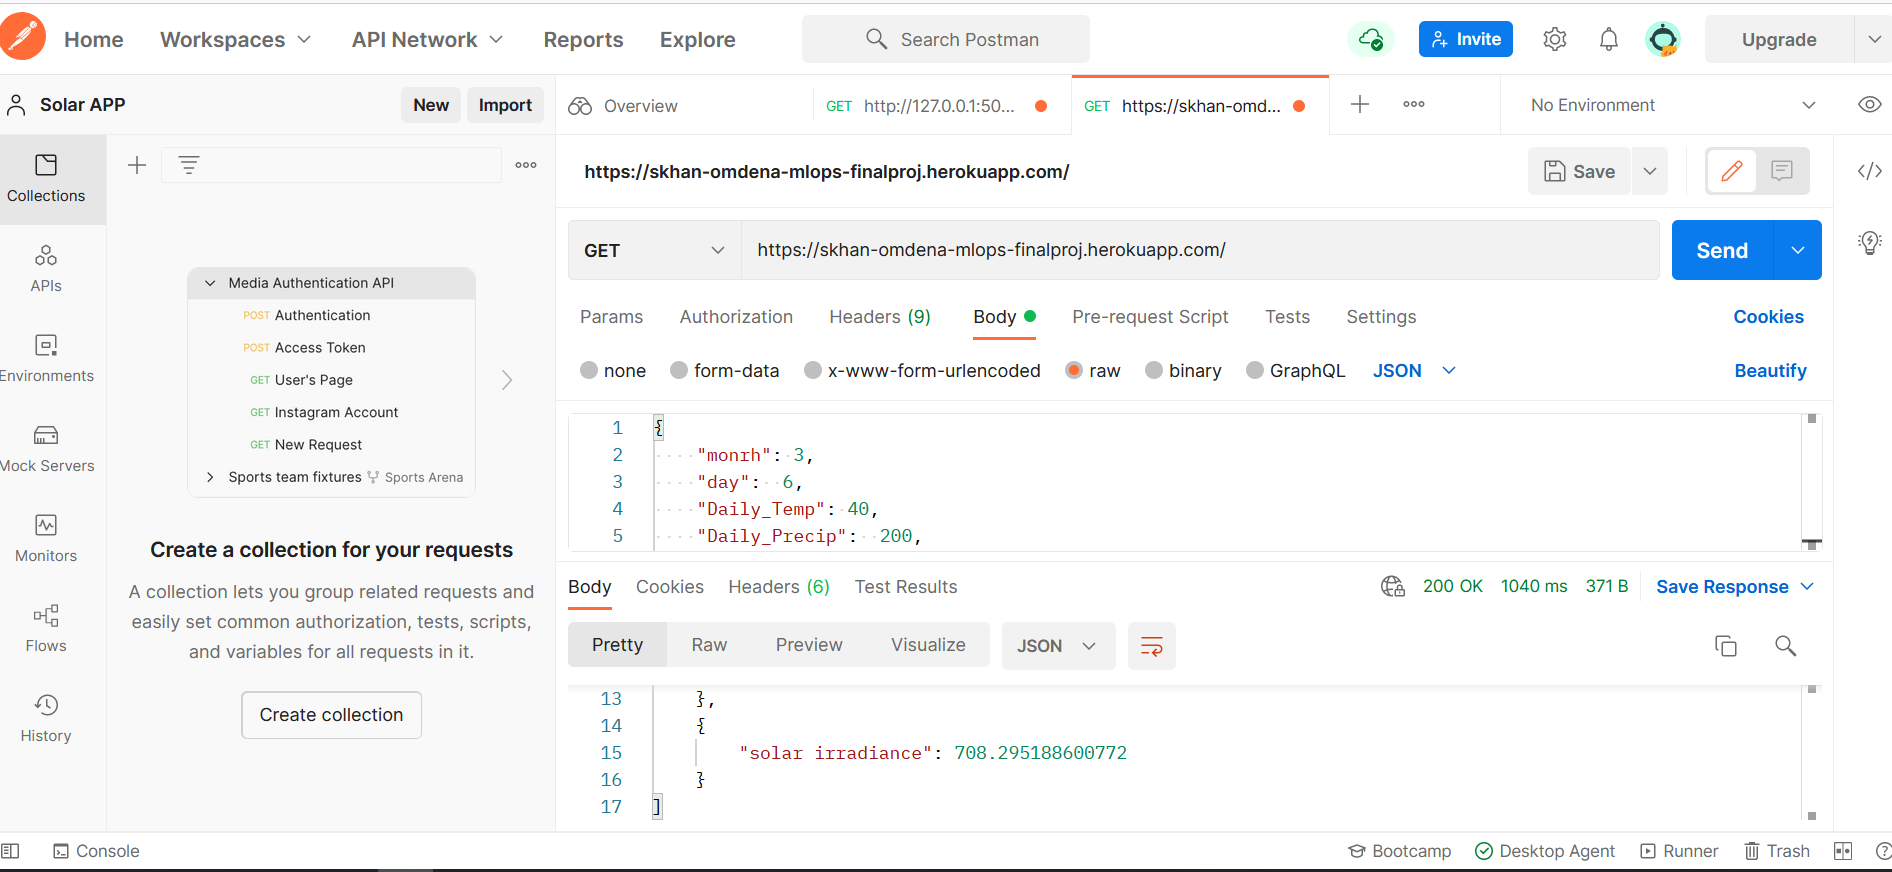 Home Workspaces API Network Reports Explore Search Postman Invite Upgrade
Solar APP New Import Overview GET http://127.0.0.1:50... GET https://skhan-omd... No Environment
Collections
APIs
Environments
Mock Servers
Monitors
Flows
History
Media Authentication API
POST Authentication
POST Access Token
GET User's Page
GET Instagram Account
GET New Request
Sports team fixtures Sports Arena
Create a collection for your requests
A collection lets you group related requests and
easily set common authorization, tests, scripts,
and variables for all requests in it.
Create collection
https://skhan-omdena-mlops-finalproj.herokuapp.com/ Save
GET https://skhan-omdena-mlops-finalproj.herokuapp.com/ Send
Params Authorization Headers (9) Body Pre-request Script Tests Settings Cookies
none form-data x-www-form-urlencoded raw binary GraphQL JSON Beautify
1 {
2 "monrh": 3,
3 "day": 6,
4 "Daily_Temp": 40,
5 "Daily_Precip": 200,
Body Cookies Headers (6) Test Results 200 OK 1040 ms 371 B Save Response
Pretty Raw Preview Visualize JSON
13 },
14 {
15 "solar irradiance": 708.295188600772
16 }
17 ]
Console Bootcamp Desktop Agent Runner Trash